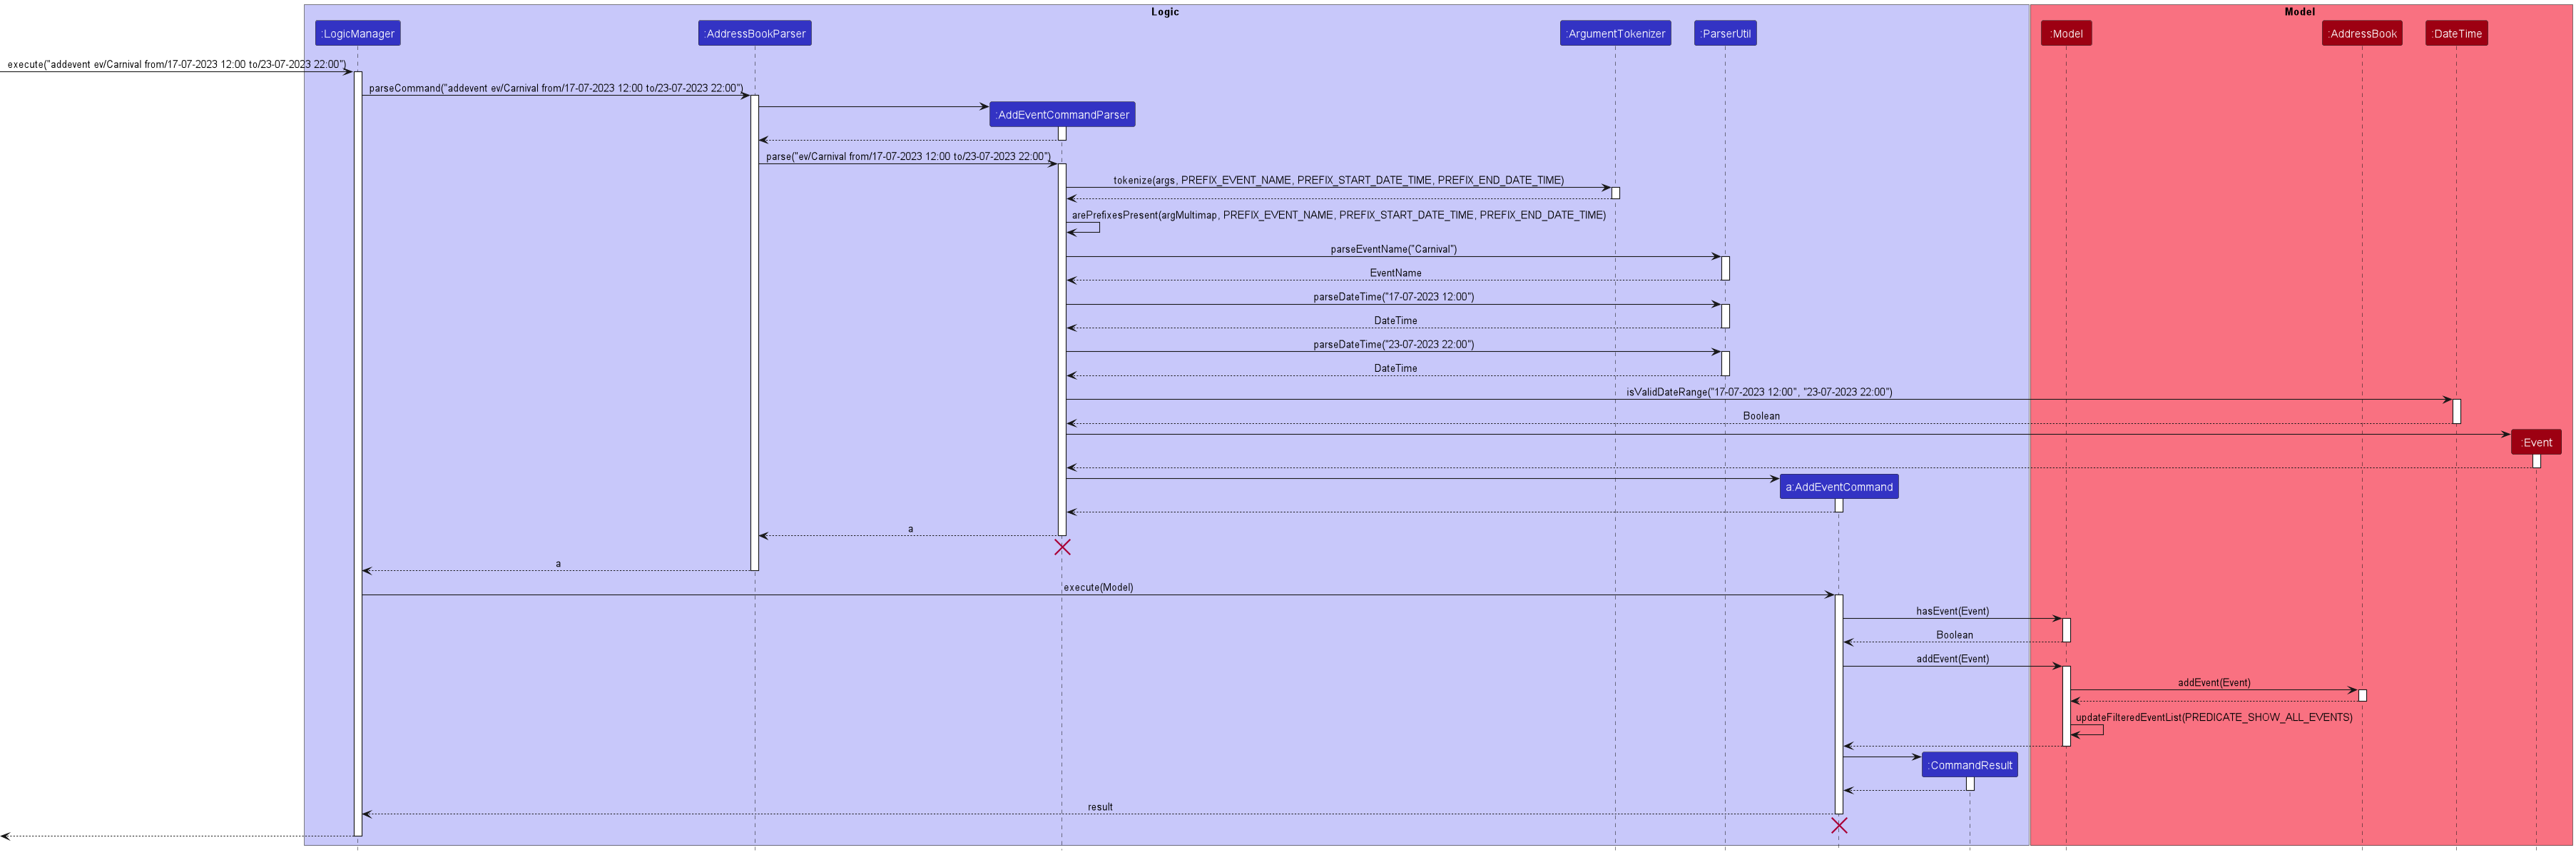 Logic
Model
:LogicManager
:AddressBookParser
:ArgumentTokenizer
:ParserUtil
:Model
:AddressBook
:DateTime
execute("addevent ev/Carnival from/17-07-2023 12:00 to/23-07-2023 22:00")
parseCommand("addevent ev/Carnival from/17-07-2023 12:00 to/23-07-2023 22:00")
:AddEventCommandParser
parse("ev/Carnival from/17-07-2023 12:00 to/23-07-2023 22:00")
tokenize(args, PREFIX_EVENT_NAME, PREFIX_START_DATE_TIME, PREFIX_END_DATE_TIME)
arePrefixesPresent(argMultimap, PREFIX_EVENT_NAME, PREFIX_START_DATE_TIME, PREFIX_END_DATE_TIME)
parseEventName("Carnival")
EventName
parseDateTime("17-07-2023 12:00")
DateTime
parseDateTime("23-07-2023 22:00")
DateTime
isValidDateRange("17-07-2023 12:00", "23-07-2023 22:00")
Boolean
:Event
a:AddEventCommand
a
a
execute(Model)
hasEvent(Event)
Boolean
addEvent(Event)
addEvent(Event)
updateFilteredEventList(PREDICATE_SHOW_ALL_EVENTS)
:CommandResult
result